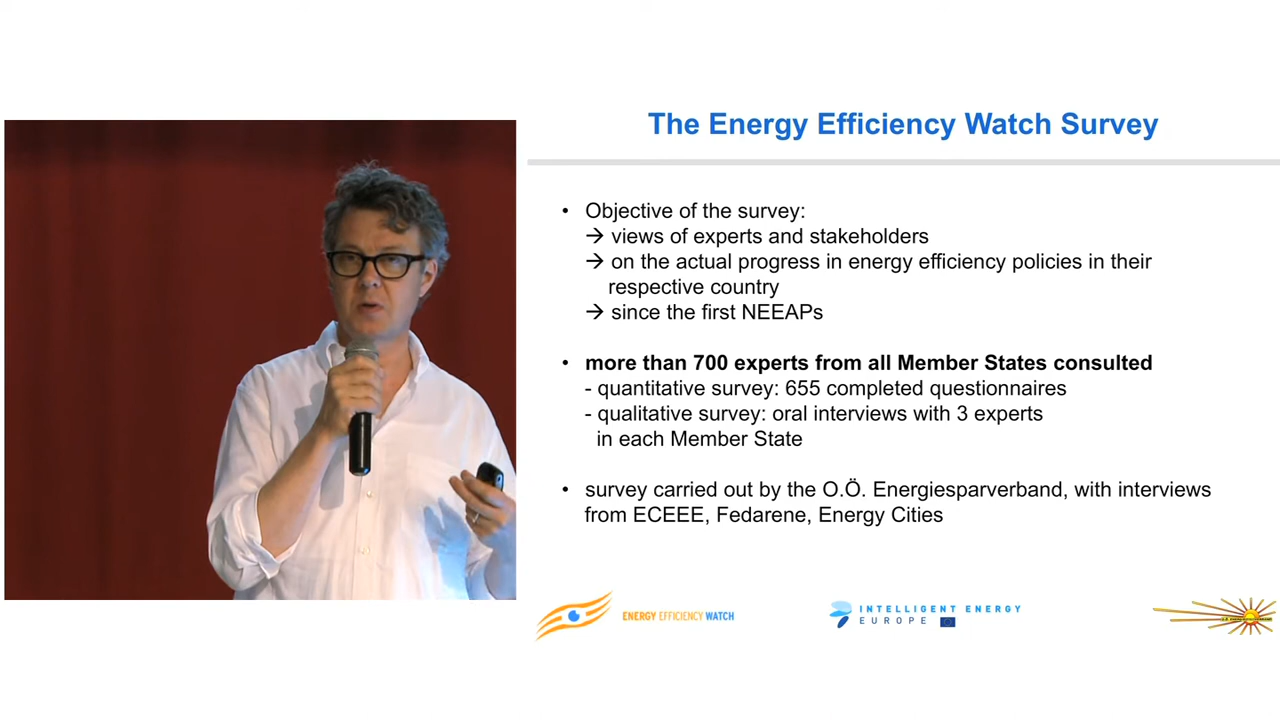 The Energy Efficiency Watch Survey
• Objective of the survey:
→ views of experts and stakeholders
→ on the actual progress in energy efficiency policies in their
respective country
→ since the first NEEAPs
• more than 700 experts from all Member States consulted
- quantitative survey: 655 completed questionnaires
- qualitative survey: oral interviews with 3 experts
in each Member State
• survey carried out by the O.Ö. Energiesparverband, with interviews
from ECEEE, Fedarene, Energy Cities
ENERGY EFFICIENCY WATCH
INTELLIGENT ENERGY
EUROPE